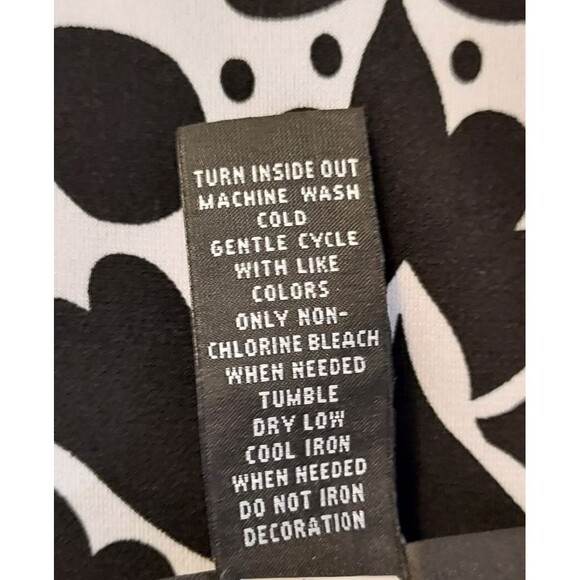 TURN INSIDE OUT
MACHINE WASH
COLD
GENTLE CYCLE
WITH LIKE
COLORS
ONLY NON-
CHLORINE BLEACH
WHEN NEEDED
TUMBLE
DRY LOW
COOL IRON
WHEN NEEDED
DO NOT IRON
DECORATION